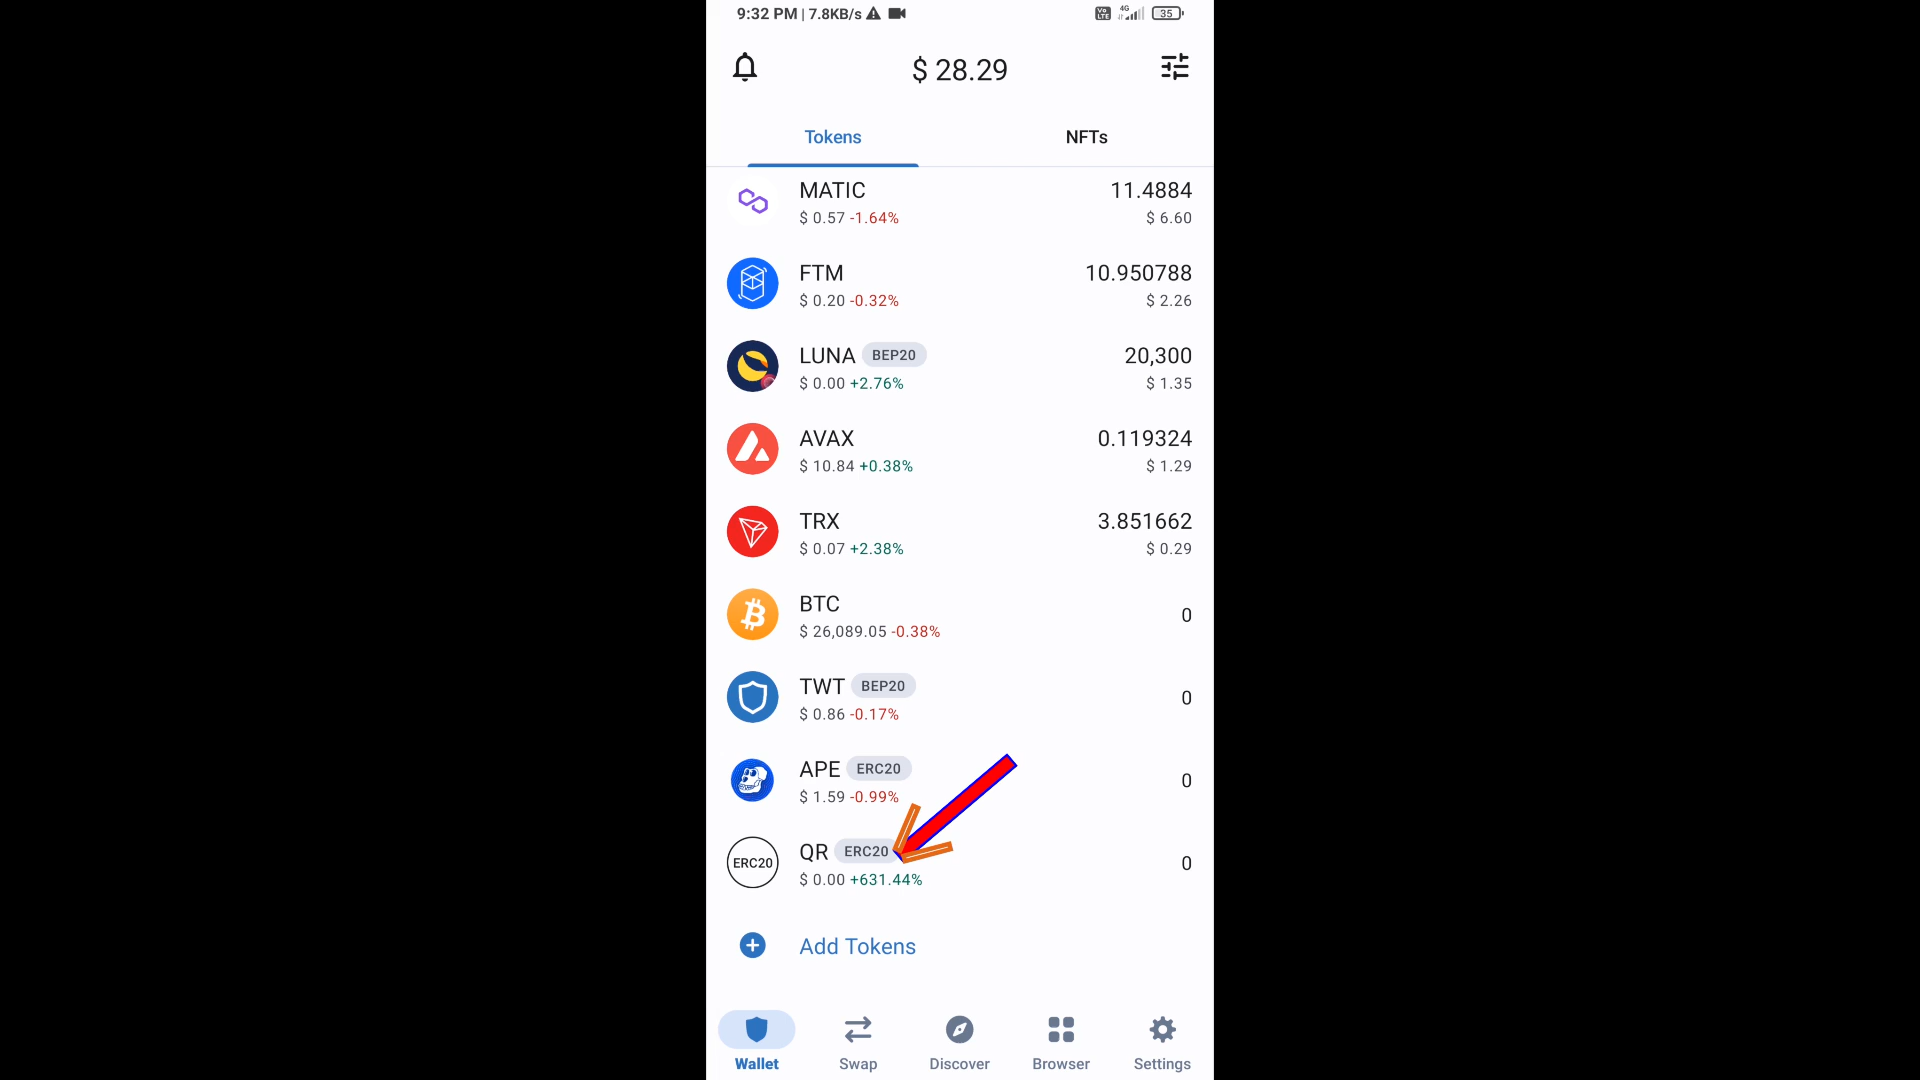 9:32 PM | 7.8KB/s
Vo LTE 4G 35
$ 28.29
Tokens NFTs
MATIC 11.4884
$ 0.57 -1.64% $ 6.60
FTM 10.950788
$ 0.20 -0.32% $ 2.26
LUNA BEP20 20,300
$ 0.00 +2.76% $ 1.35
AVAX 0.119324
$ 10.84 +0.38% $ 1.29
TRX 3.851662
$ 0.07 +2.38% $ 0.29
BTC 0
$ 26,089.05 -0.38%
TWT BEP20 0
$ 0.86 -0.17%
APE ERC20 0
$ 1.59 -0.99%
ERC20 QR ERC20 0
$ 0.00 +631.44%
Add Tokens
Wallet Swap Discover Browser Settings